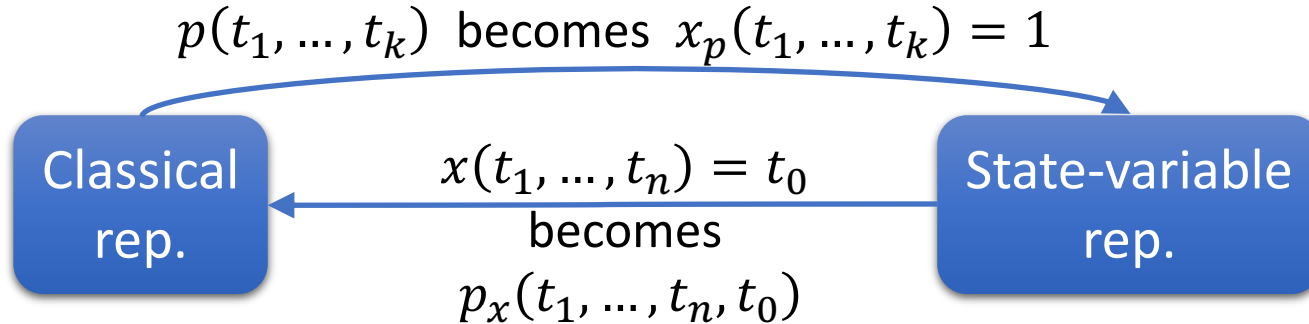 p(t₁, …, tₖ) becomes xₚ(t₁, …, tₖ) = 1
Classical
rep.
x(t₁, …, tₙ) = t₀
becomes
pₓ(t₁, …, tₙ, t₀)
State-variable
rep.